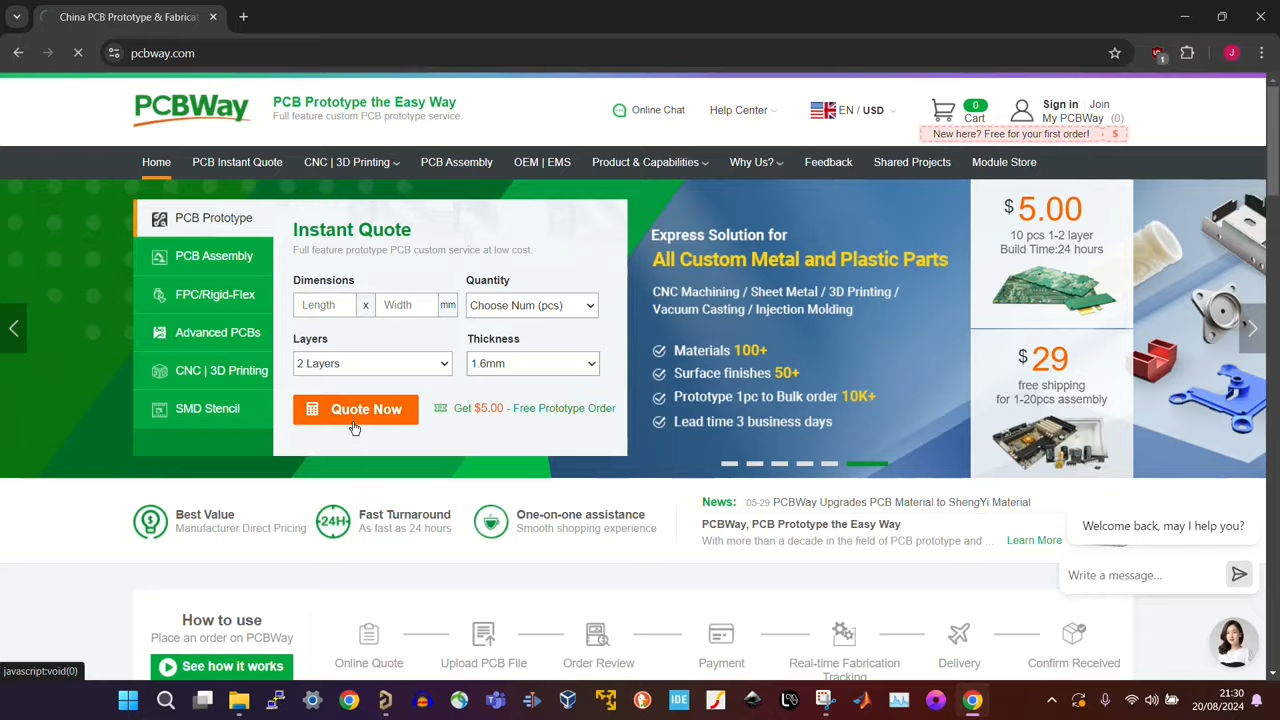 China PCB Prototype & Fabricat
pcbway.com
1
J
PCBWay
PCB Prototype the Easy Way
Full feature custom PCB prototype service.
Online Chat
Help Center
EN / USD
0
Cart
Sign in
Join
My PCBWay (0)
New here? Free for your first order!
$
Home
PCB Instant Quote
CNC | 3D Printing
PCB Assembly
OEM | EMS
Product & Capabilities
Why Us?
Feedback
Shared Projects
Module Store
PCB Prototype
PCB Assembly
FPC/Rigid-Flex
Advanced PCBs
CNC | 3D Printing
SMD Stencil
Instant Quote
Full feature prototype PCB custom service at low cost.
Dimensions
Quantity
Length
x
Width
mm
Choose Num (pcs)
Layers
Thickness
2 Layers
1.6mm
Quote Now
Get $5.00 - Free Prototype Order
Express Solution for
All Custom Metal and Plastic Parts
CNC Machining / Sheet Metal / 3D Printing /
Vacuum Casting / Injection Molding
Materials 100+
Surface finishes 50+
Prototype 1pc to Bulk order 10K+
Lead time 3 business days
$ 5.00
10 pcs 1-2 layer
Build Time:24 hours
$ 29
free shipping
for 1-20pcs assembly
Best Value
Manufacturer Direct Pricing
24H
Fast Turnaround
As fast as 24 hours
One-on-one assistance
Smooth shopping experience
News: 05-29 PCBWay Upgrades PCB Material to ShengYi Material
PCBWay, PCB Prototype the Easy Way
With more than a decade in the field of PCB prototype and ...
Learn More
Welcome back, may I help you?
Write a message...
How to use
Place an order on PCBWay
See how it works
Online Quote
Upload PCB File
Order Review
Payment
Real-time Fabrication
Tracking
Delivery
Confirm Received
javascript:void(0)
IDE
21:30
20/08/2024